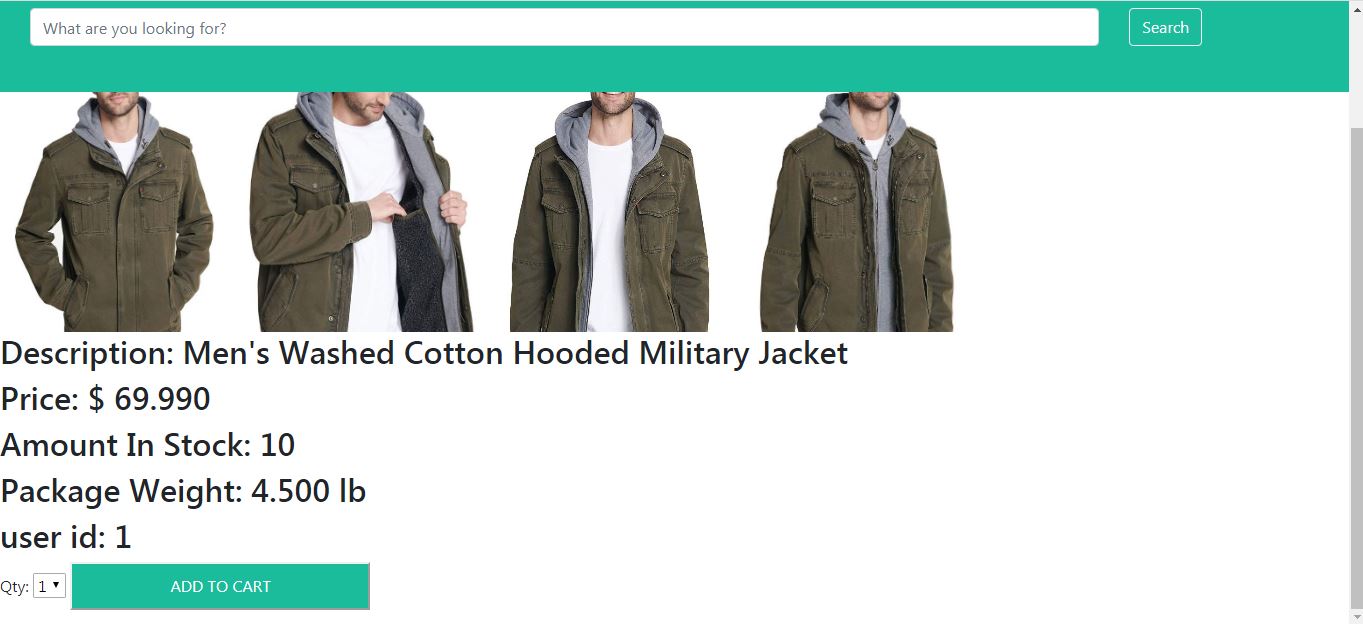 What are you looking for?
Search
Description: Men's Washed Cotton Hooded Military Jacket
Price: $ 69.990
Amount In Stock: 10
Package Weight: 4.500 lb
user id: 1
Qty: 1 ADD TO CART